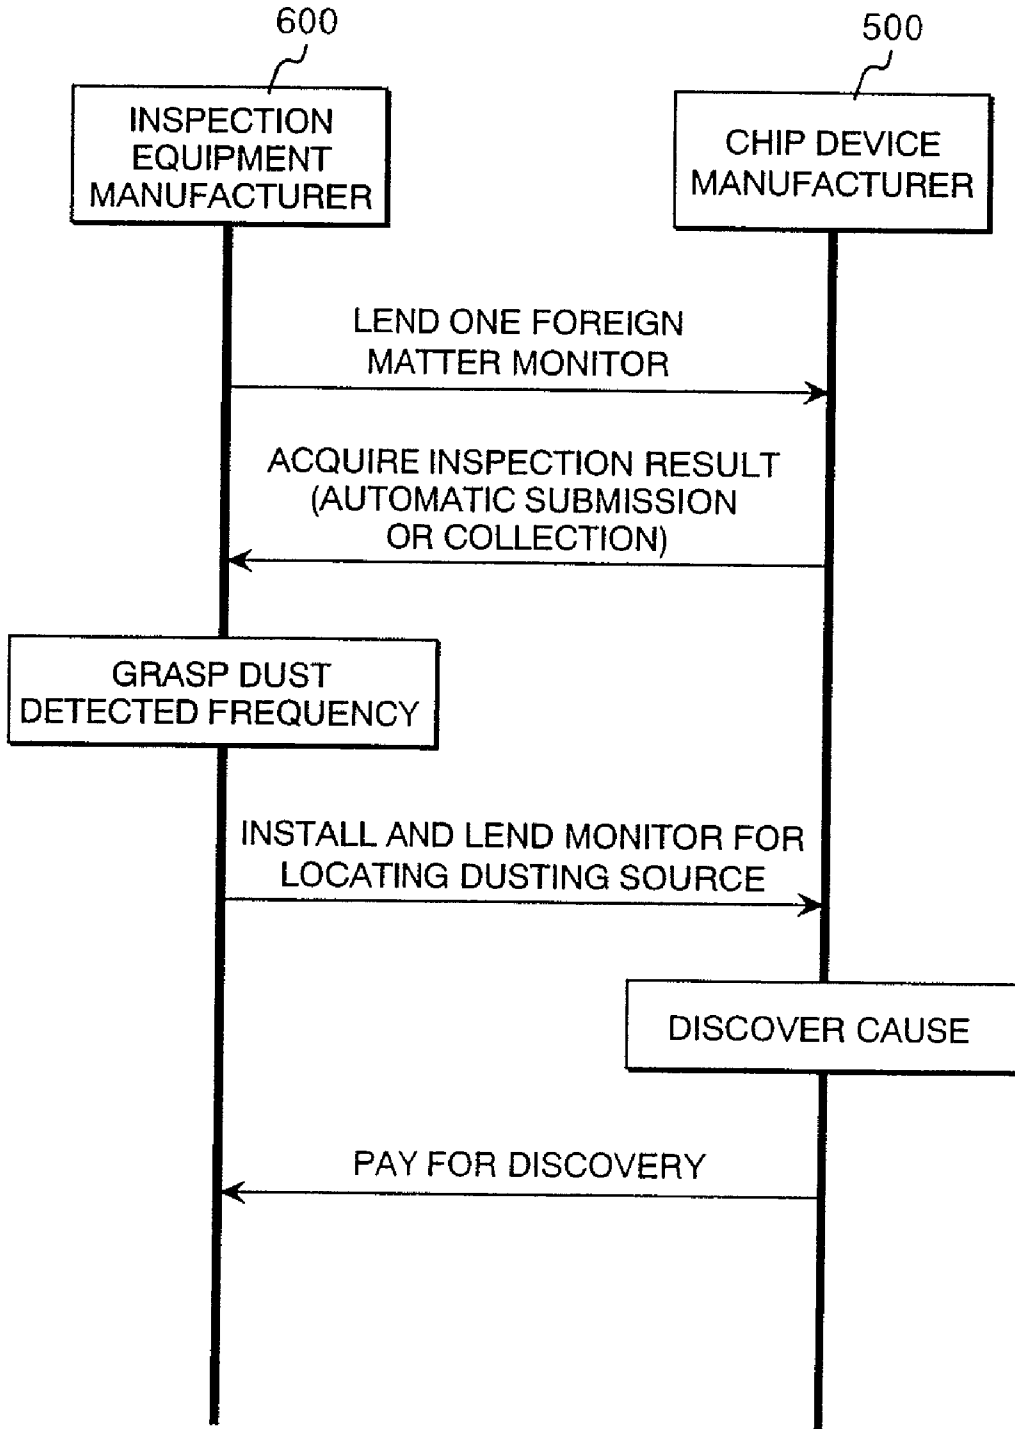 600
500
INSPECTION
EQUIPMENT
MANUFACTURER
CHIP DEVICE
MANUFACTURER
LEND ONE FOREIGN
MATTER MONITOR
ACQUIRE INSPECTION RESULT
(AUTOMATIC SUBMISSION
OR COLLECTION)
GRASP DUST
DETECTED FREQUENCY
INSTALL AND LEND MONITOR FOR
LOCATING DUSTING SOURCE
DISCOVER CAUSE
PAY FOR DISCOVERY